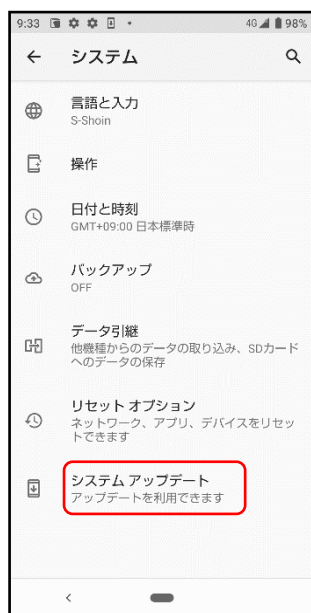 9:33 4G 98%
システム
言語と入力
S-Shoin
操作
日付と時刻
GMT+09:00 日本標準時
バックアップ
OFF
データ引継
他機種からのデータの取り込み、SDカード
へのデータの保存
リセット オプション
ネットワーク、アプリ、デバイスをリセッ
トできます
システム アップデート
アップデートを利用できます